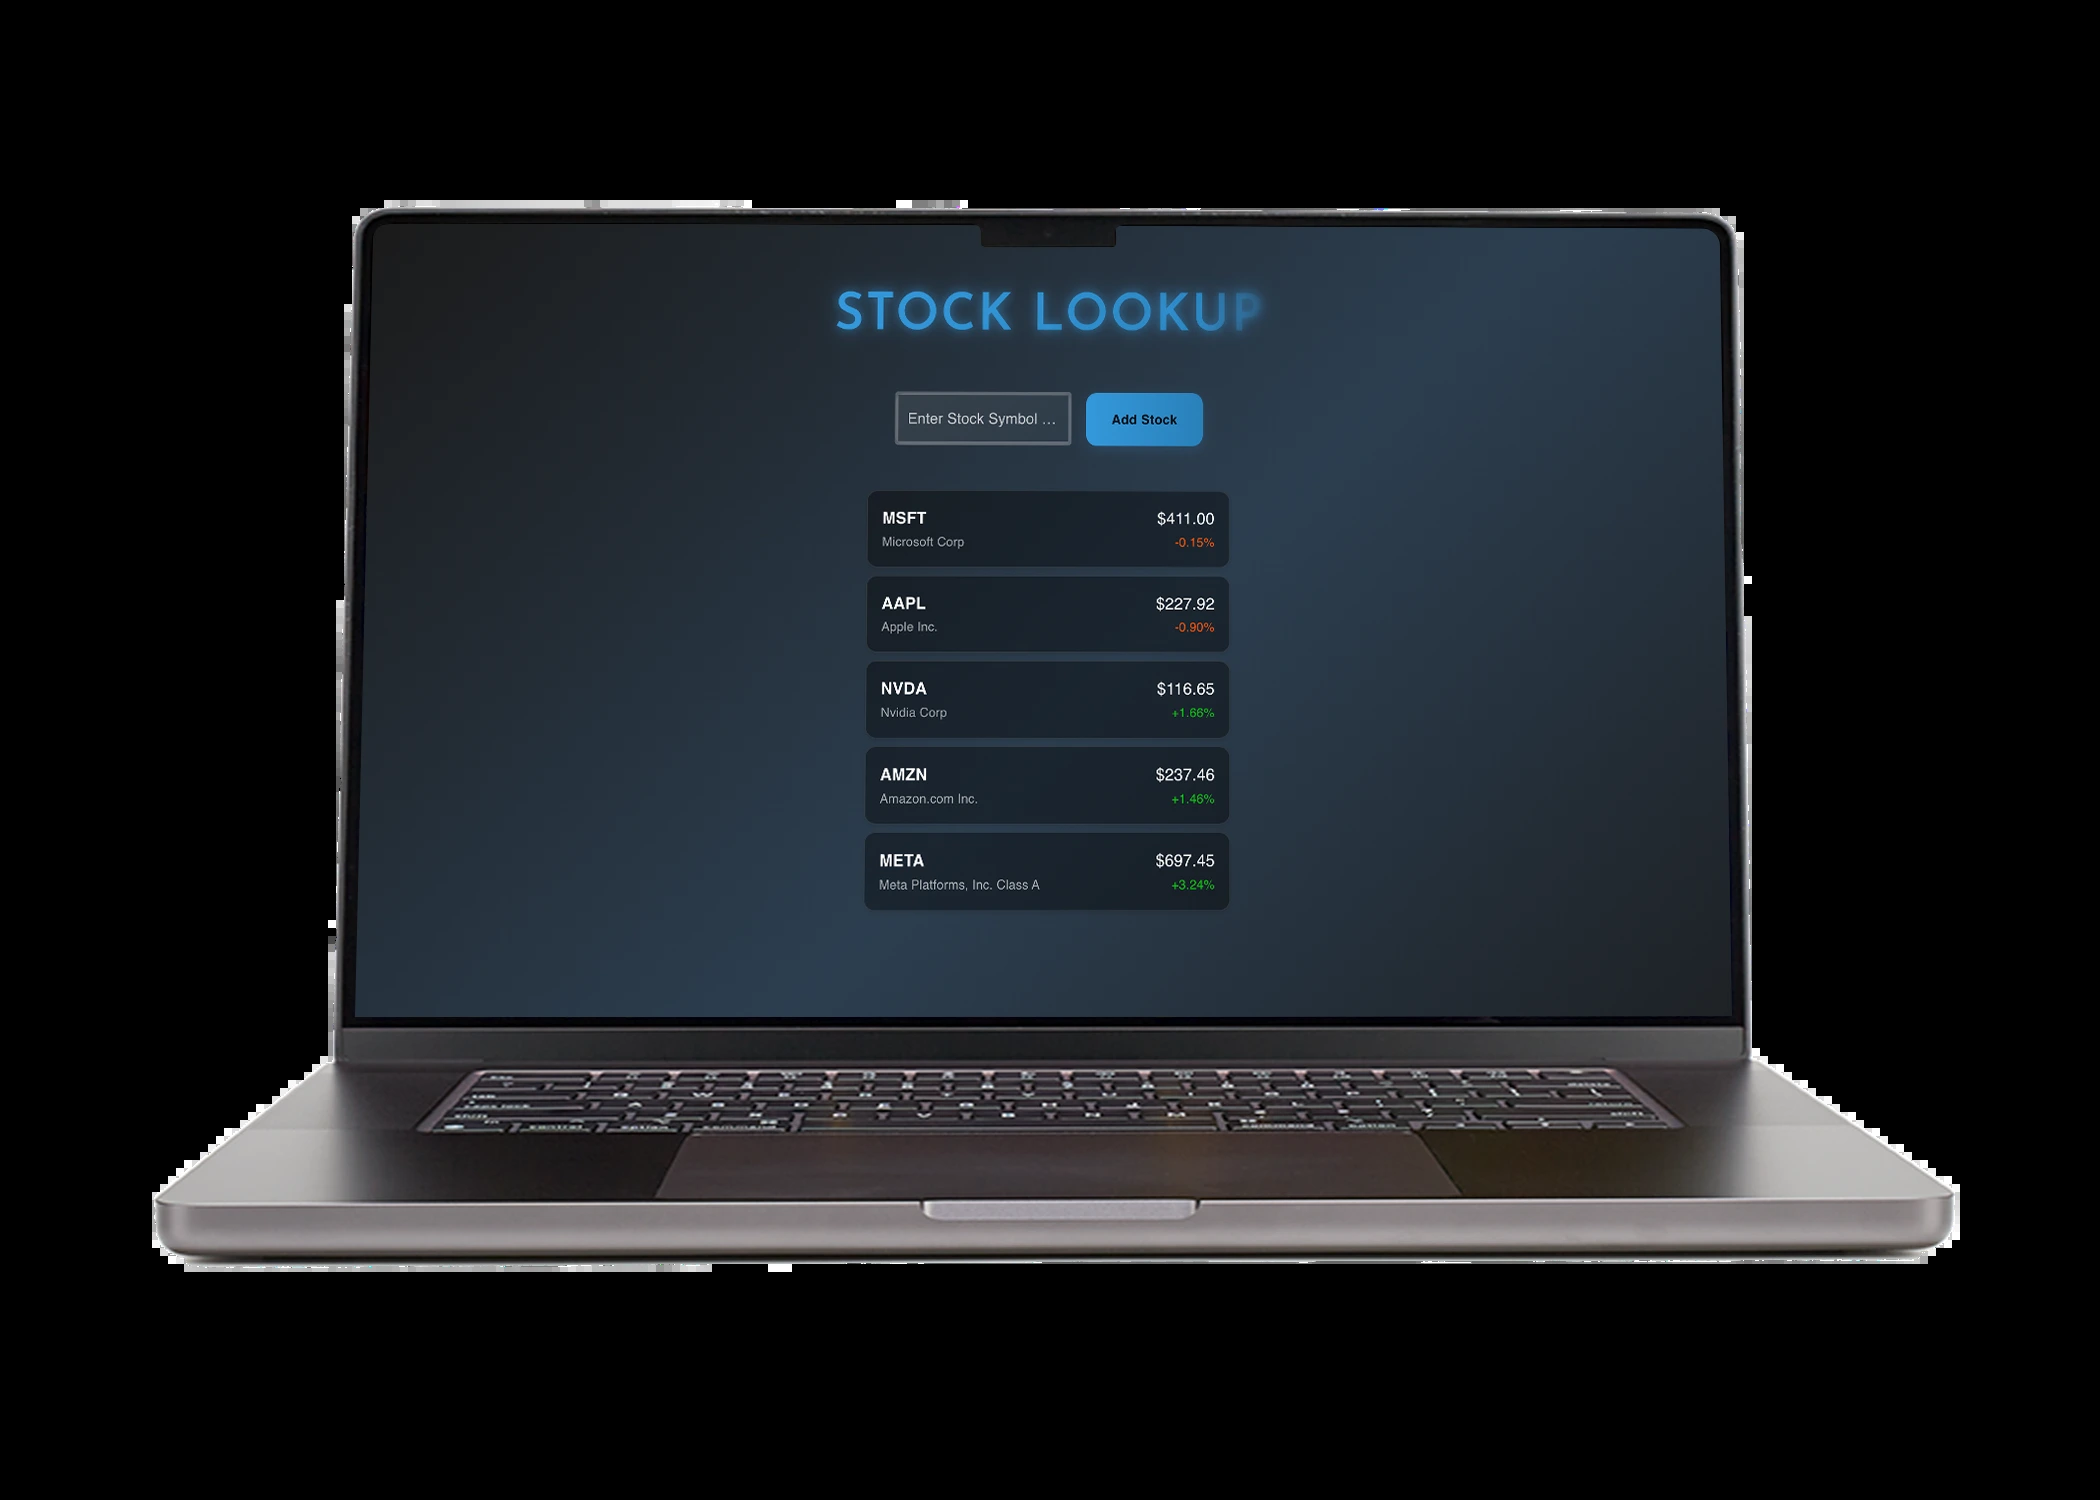 STOCK LOOKUP
Enter Stock Symbol ...
Add Stock
MSFT
$411.00
Microsoft Corp
-0.15%
AAPL
$227.92
Apple Inc.
-0.90%
NVDA
$116.65
Nvidia Corp
+1.66%
AMZN
$237.46
Amazon.com Inc.
+1.46%
META
$697.45
Meta Platforms, Inc. Class A
+3.24%